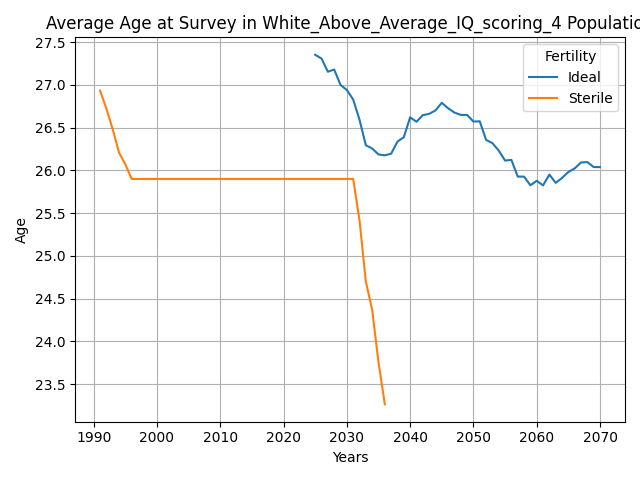 Average Age at Survey in White_Above_Average_IQ_scoring_4 Populatio
27.5
27.0
26.5
26.0
25.5
25.0
24.5
24.0
23.5
Age
Fertility
Ideal
Sterile
1990 2000 2010 2020 2030 2040 2050 2060 2070
Years